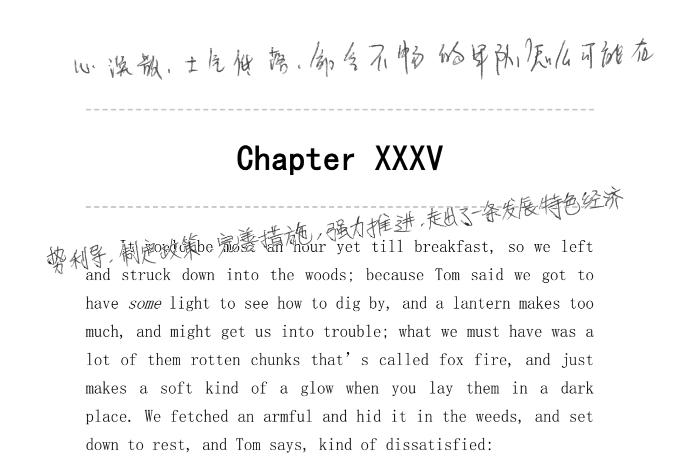 心涣散、士气低落、命令不畅的军队怎么可能在
Chapter XXXV
势利导，制定政策，完善措施，强力推进，走出了一条发展特色经济
It would be most an hour yet till breakfast, so we left
and struck down into the woods; because Tom said we got to
have some light to see how to dig by, and a lantern makes too
much, and might get us into trouble; what we must have was a
lot of them rotten chunks that’s called fox fire, and just
makes a soft kind of a glow when you lay them in a dark
place. We fetched an armful and hid it in the weeds, and set
down to rest, and Tom says, kind of dissatisfied: